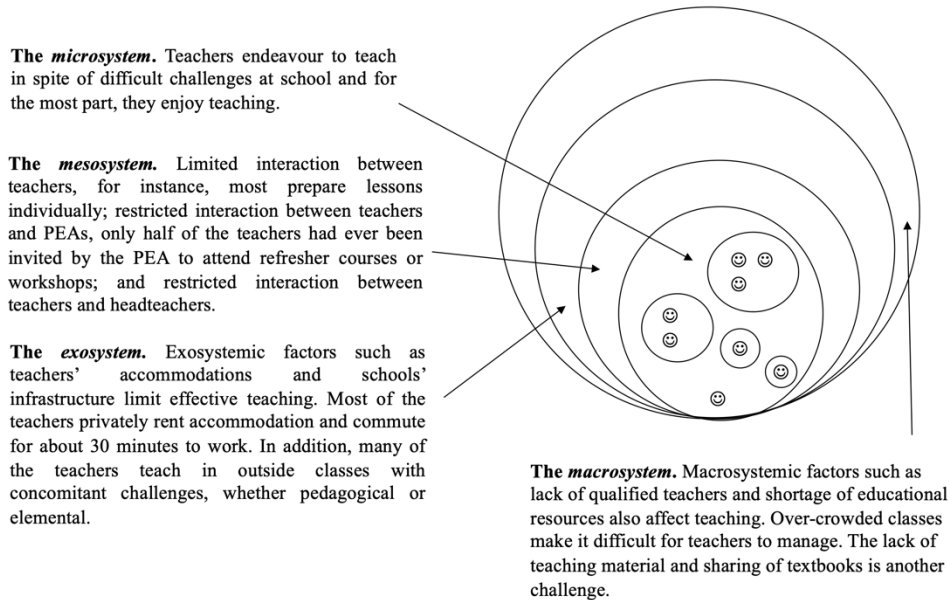 The microsystem. Teachers endeavour to teach
in spite of difficult challenges at school and for
the most part, they enjoy teaching.
The mesosystem. Limited interaction between
teachers, for instance, most prepare lessons
individually; restricted interaction between teachers
and PEAs, only half of the teachers had ever been
invited by the PEA to attend refresher courses or
workshops; and restricted interaction between
teachers and headteachers.
The exosystem. Exosystemic factors such as
teachers’ accommodations and schools’
infrastructure limit effective teaching. Most of the
teachers privately rent accommodation and commute
for about 30 minutes to work. In addition, many of
the teachers teach in outside classes with
concomitant challenges, whether pedagogical or
elemental.
The macrosystem. Macrosystemic factors such as
lack of qualified teachers and shortage of educational
resources also affect teaching. Over-crowded classes
make it difficult for teachers to manage. The lack of
teaching material and sharing of textbooks is another
challenge.